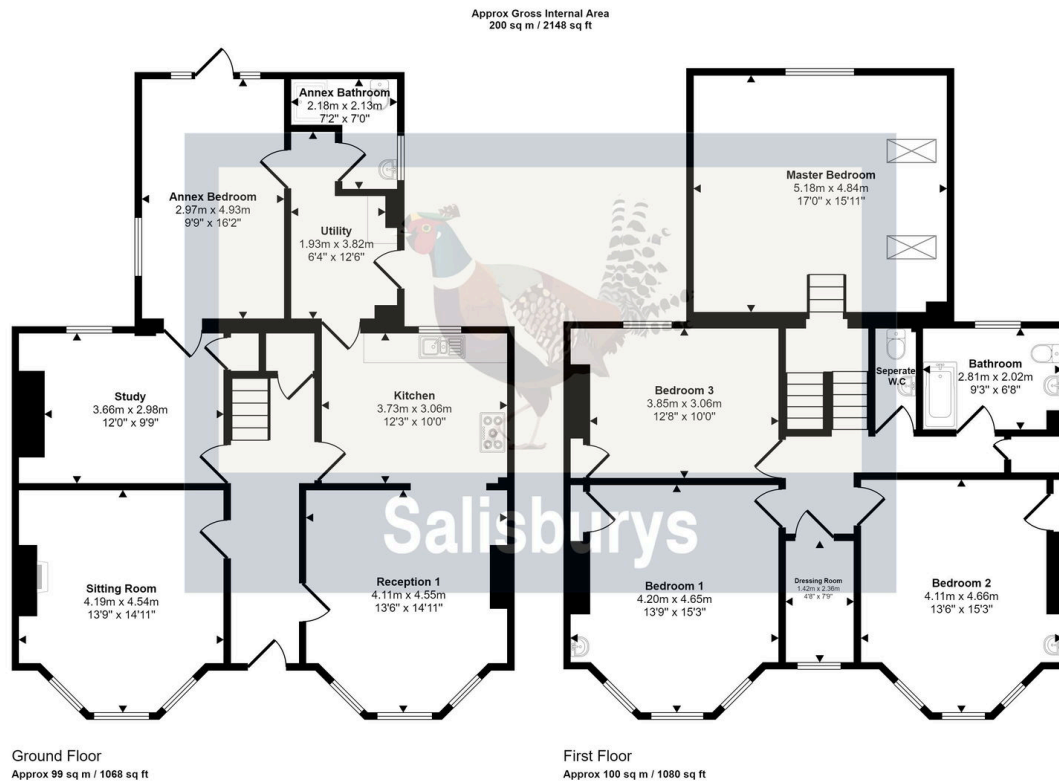 Approx Gross Internal Area
200 sq m / 2148 sq ft
Annex Bathroom
2.18m x 2.13m
7'2" x 7'0"
Annex Bedroom
2.97m x 4.93m
9'9" x 16'2"
Utility
1.93m x 3.82m
6'4" x 12'6"
Study
3.66m x 2.98m
12'0" x 9'9"
Kitchen
3.73m x 3.06m
12'3" x 10'0"
Sitting Room
4.19m x 4.54m
13'9" x 14'11"
Reception 1
4.11m x 4.55m
13'6" x 14'11"
Ground Floor
Approx 99 sq m / 1068 sq ft
Master Bedroom
5.18m x 4.84m
17'0" x 15'11"
Bedroom 3
3.85m x 3.06m
12'8" x 10'0"
Seperate
W.C
Bathroom
2.81m x 2.02m
9'3" x 6'8"
Bedroom 1
4.20m x 4.65m
13'9" x 15'3"
Dressing Room
1.42m x 2.36m
4'8" x 7'9"
Bedroom 2
4.11m x 4.66m
13'6" x 15'3"
First Floor
Approx 100 sq m / 1080 sq ft
Salisburys